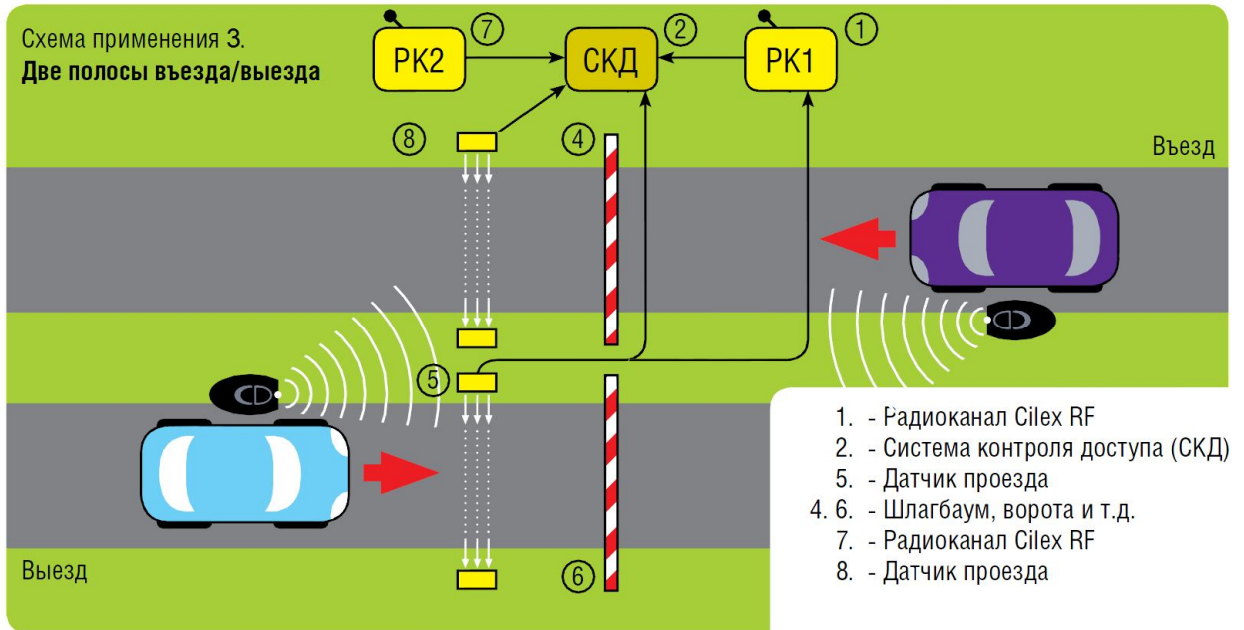 Схема применения 3.
Две полосы въезда/выезда
РК2
7
СКД
2
РК1
1
8
4
Въезд
5
6
Выезд
1. - Радиоканал Cilex RF
2. - Система контроля доступа (СКД)
5. - Датчик проезда
4. 6. - Шлагбаум, ворота и т.д.
7. - Радиоканал Cilex RF
8. - Датчик проезда